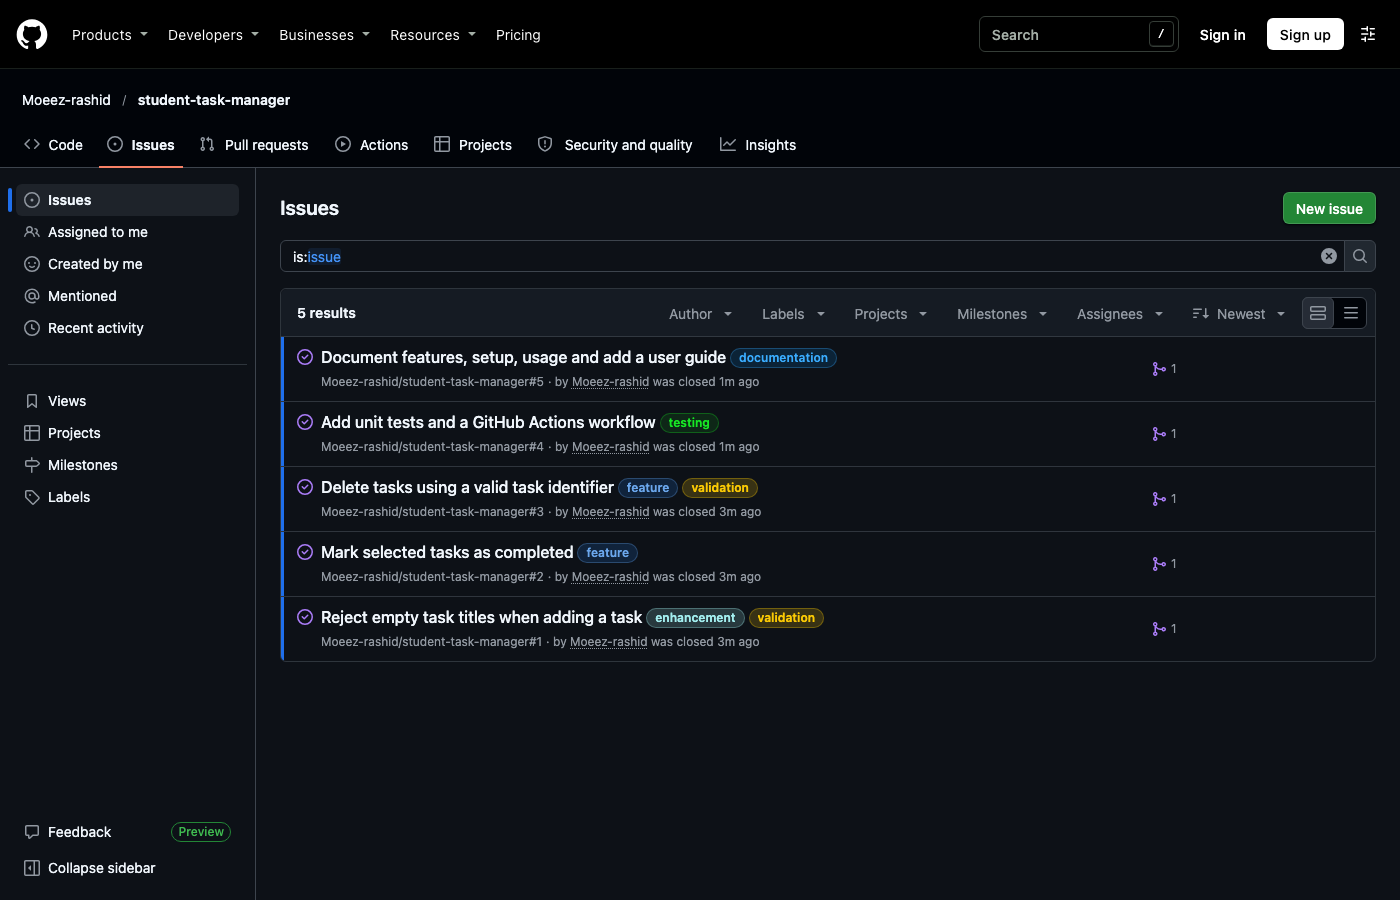 Products Developers Businesses Resources Pricing Search / Sign in Sign up
Moeez-rashid / student-task-manager
Code Issues Pull requests Actions Projects Security and quality Insights
Issues
Assigned to me
Created by me
Mentioned
Recent activity
Views
Projects
Milestones
Labels
Feedback Preview
Collapse sidebar
Issues New issue
is:issue
5 results Author Labels Projects Milestones Assignees Newest
Document features, setup, usage and add a user guide documentation
Moeez-rashid/student-task-manager#5 · by Moeez-rashid was closed 1m ago 1
Add unit tests and a GitHub Actions workflow testing
Moeez-rashid/student-task-manager#4 · by Moeez-rashid was closed 1m ago 1
Delete tasks using a valid task identifier feature validation
Moeez-rashid/student-task-manager#3 · by Moeez-rashid was closed 3m ago 1
Mark selected tasks as completed feature
Moeez-rashid/student-task-manager#2 · by Moeez-rashid was closed 3m ago 1
Reject empty task titles when adding a task enhancement validation
Moeez-rashid/student-task-manager#1 · by Moeez-rashid was closed 3m ago 1